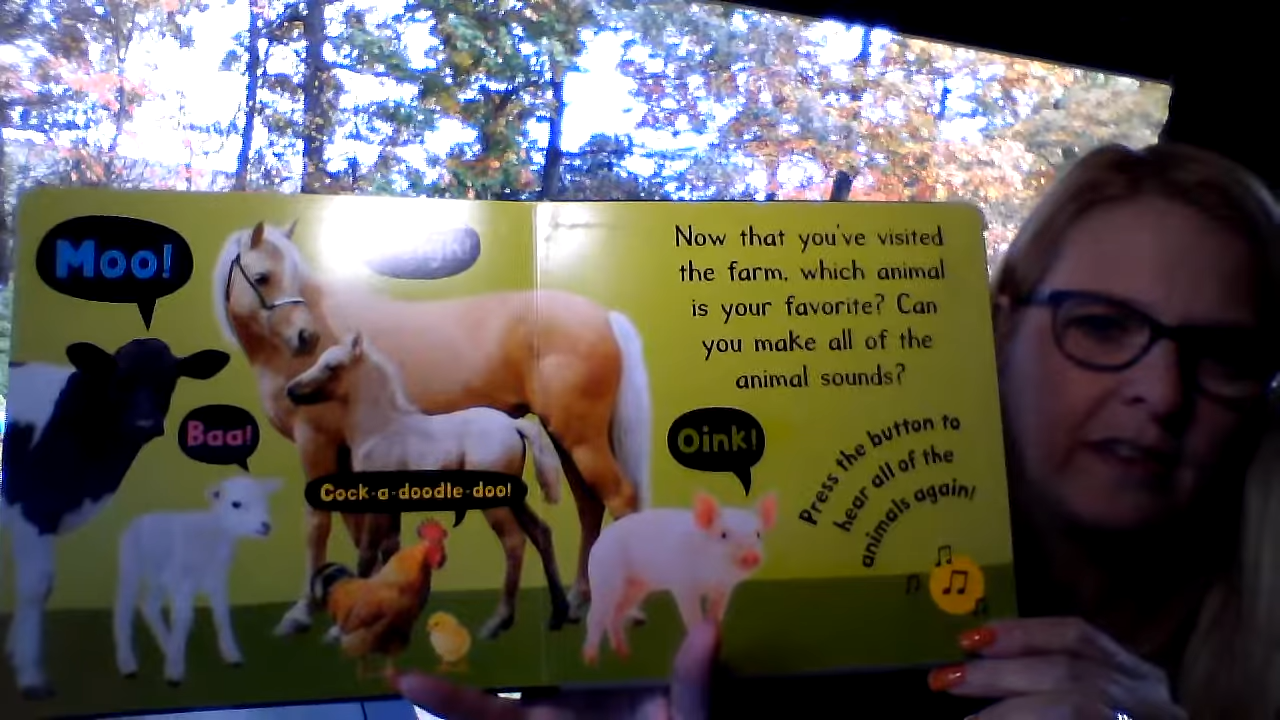 Moo!
Baa!
Cock-a-doodle-doo!
Oink!
Now that you've visited
the farm, which animal
is your favorite? Can
you make all of the
animal sounds?
Press the button to
hear all of the
animals again!